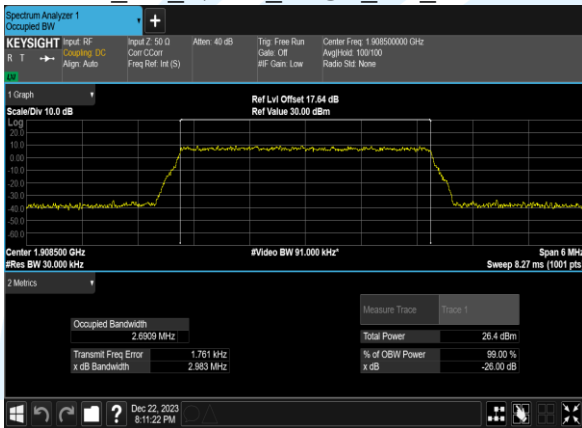 Spectrum Analyzer 1
Occupied BW
KEYSIGHT Input: RF Input Z: 50 Ω Atten: 40 dB Trig: Free Run Center Freq: 1.908500000 GHz
Coupling: DC Corr CCorr Gate: Off Avg|Hold: 100/100
R T Align: Auto Freq Ref: Int (S) #IF Gain: Low Radio Std: None
LV
1 Graph
Ref Lvl Offset 17.64 dB
Scale/Div 10.0 dB Ref Value 30.00 dBm
Log
20.0
10.0
0.00
-10.0
-20.0
-30.0
-40.0
-50.0
-60.0
Center 1.908500 GHz #Video BW 91.000 kHz* Span 6 MHz
#Res BW 30.000 kHz Sweep 8.27 ms (1001 pts)
2 Metrics
Measure Trace Trace 1
Occupied Bandwidth
2.6909 MHz Total Power 26.4 dBm
Transmit Freq Error 1.761 kHz % of OBW Power 99.00 %
x dB Bandwidth 2.983 MHz x dB -26.00 dB
? Dec 22, 2023
8:11:22 PM